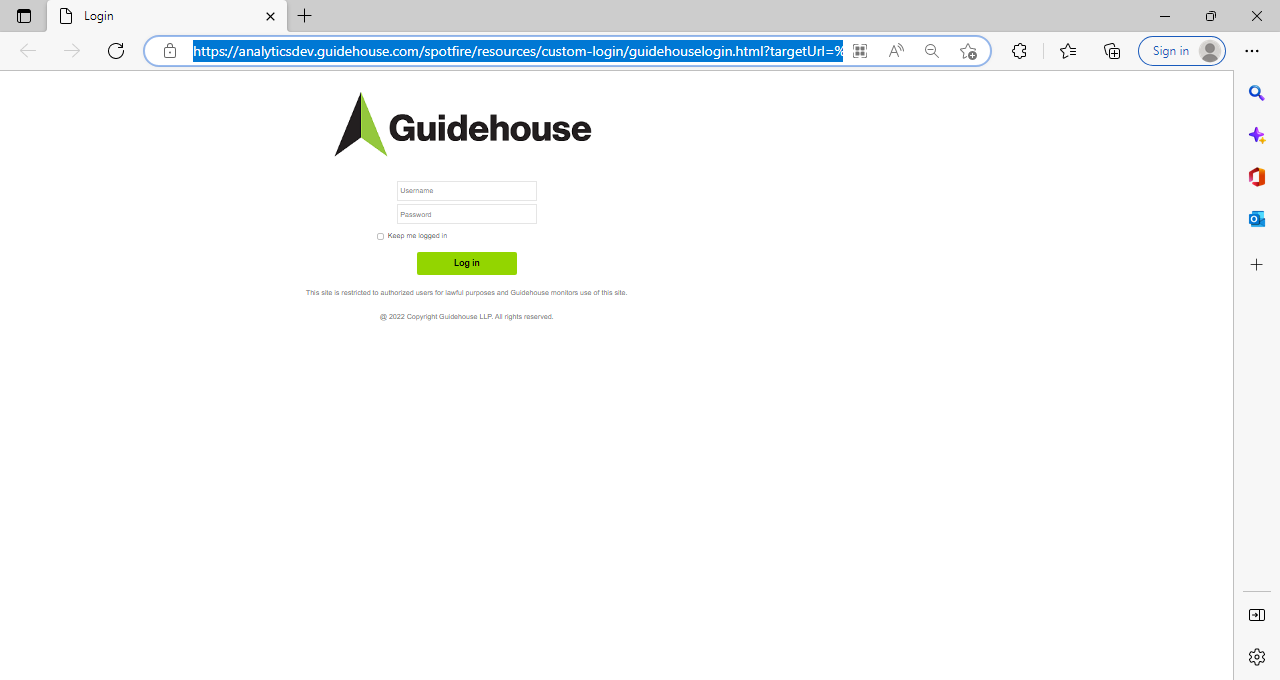 Login
https://analyticsdev.guidehouse.com/spotfire/resources/custom-login/guidehouselogin.html?targetUrl=%
Sign in
Guidehouse
Username
Password
Keep me logged in
Log in
This site is restricted to authorized users for lawful purposes and Guidehouse monitors use of this site.
@ 2022 Copyright Guidehouse LLP. All rights reserved.